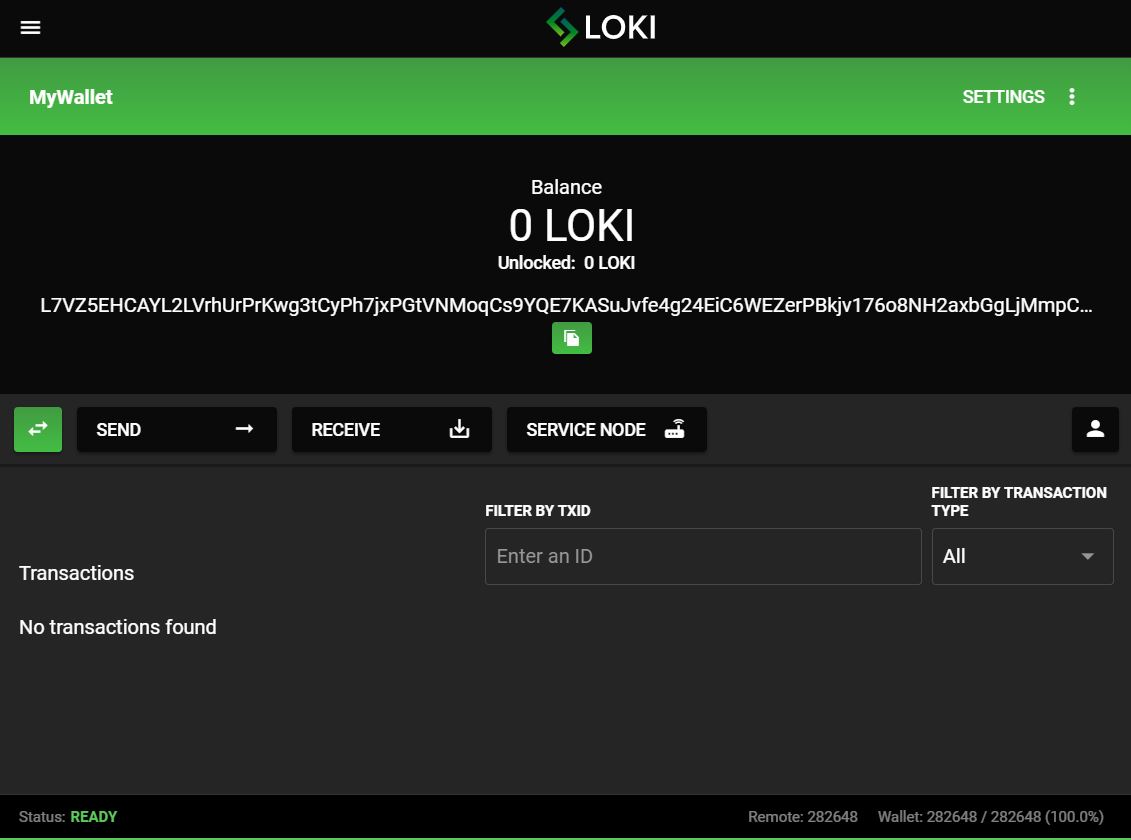 LOKI
MyWallet
SETTINGS
Balance
0 LOKI
Unlocked: 0 LOKI
L7VZ5EHCAYL2LVrhUrPrKwg3tCyPh7jxPGtVNMoqCs9YQE7KASuJvfe4g24EiC6WEZerPBkjv176o8NH2axbGgLjMmpC...
SEND
RECEIVE
SERVICE NODE
FILTER BY TXID
FILTER BY TRANSACTION
TYPE
Enter an ID
All
Transactions
No transactions found
Status: READY
Remote: 282648
Wallet: 282648 / 282648 (100.0%)